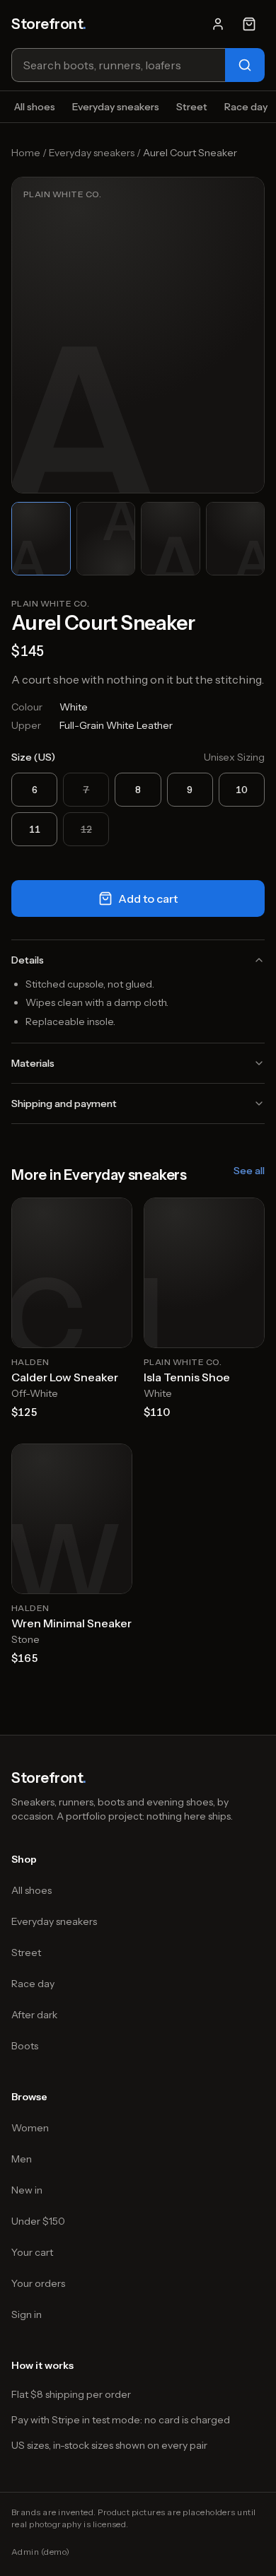 Storefront.
Search boots, runners, loafers
All shoes Everyday sneakers Street Race day
Home / Everyday sneakers / Aurel Court Sneaker
PLAIN WHITE CO.
A
A A A A
PLAIN WHITE CO.
Aurel Court Sneaker
$145
A court shoe with nothing on it but the stitching.
Colour White
Upper Full-Grain White Leather
Size (US) Unisex Sizing
6 7 8 9 10
11 12
Add to cart
Details
Stitched cupsole, not glued.
Wipes clean with a damp cloth.
Replaceable insole.
Materials
Shipping and payment
More in Everyday sneakers See all
C I
HALDEN PLAIN WHITE CO.
Calder Low Sneaker Isla Tennis Shoe
Off-White White
$125 $110
W
HALDEN
Wren Minimal Sneaker
Stone
$165
Storefront.
Sneakers, runners, boots and evening shoes, by
occasion. A portfolio project: nothing here ships.
Shop
All shoes
Everyday sneakers
Street
Race day
After dark
Boots
Browse
Women
Men
New in
Under $150
Your cart
Your orders
Sign in
How it works
Flat $8 shipping per order
Pay with Stripe in test mode: no card is charged
US sizes, in-stock sizes shown on every pair
Brands are invented. Product pictures are placeholders until
real photography is licensed.
Admin (demo)